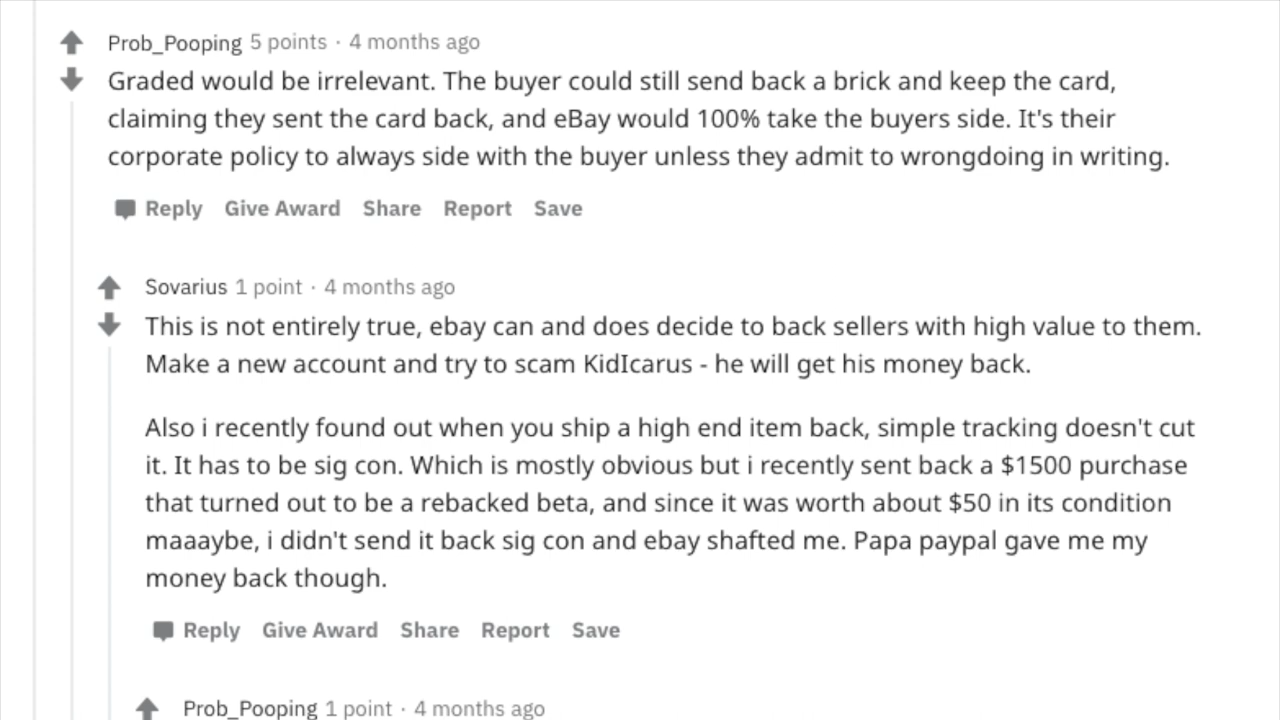 Prob_Pooping 5 points · 4 months ago
Graded would be irrelevant. The buyer could still send back a brick and keep the card,
claiming they sent the card back, and eBay would 100% take the buyers side. It's their
corporate policy to always side with the buyer unless they admit to wrongdoing in writing.
Reply Give Award Share Report Save
Sovarius 1 point · 4 months ago
This is not entirely true, ebay can and does decide to back sellers with high value to them.
Make a new account and try to scam KidIcarus - he will get his money back.
Also i recently found out when you ship a high end item back, simple tracking doesn't cut
it. It has to be sig con. Which is mostly obvious but i recently sent back a $1500 purchase
that turned out to be a rebacked beta, and since it was worth about $50 in its condition
maaaybe, i didn't send it back sig con and ebay shafted me. Papa paypal gave me my
money back though.
Reply Give Award Share Report Save
Prob_Pooping 1 point · 4 months ago